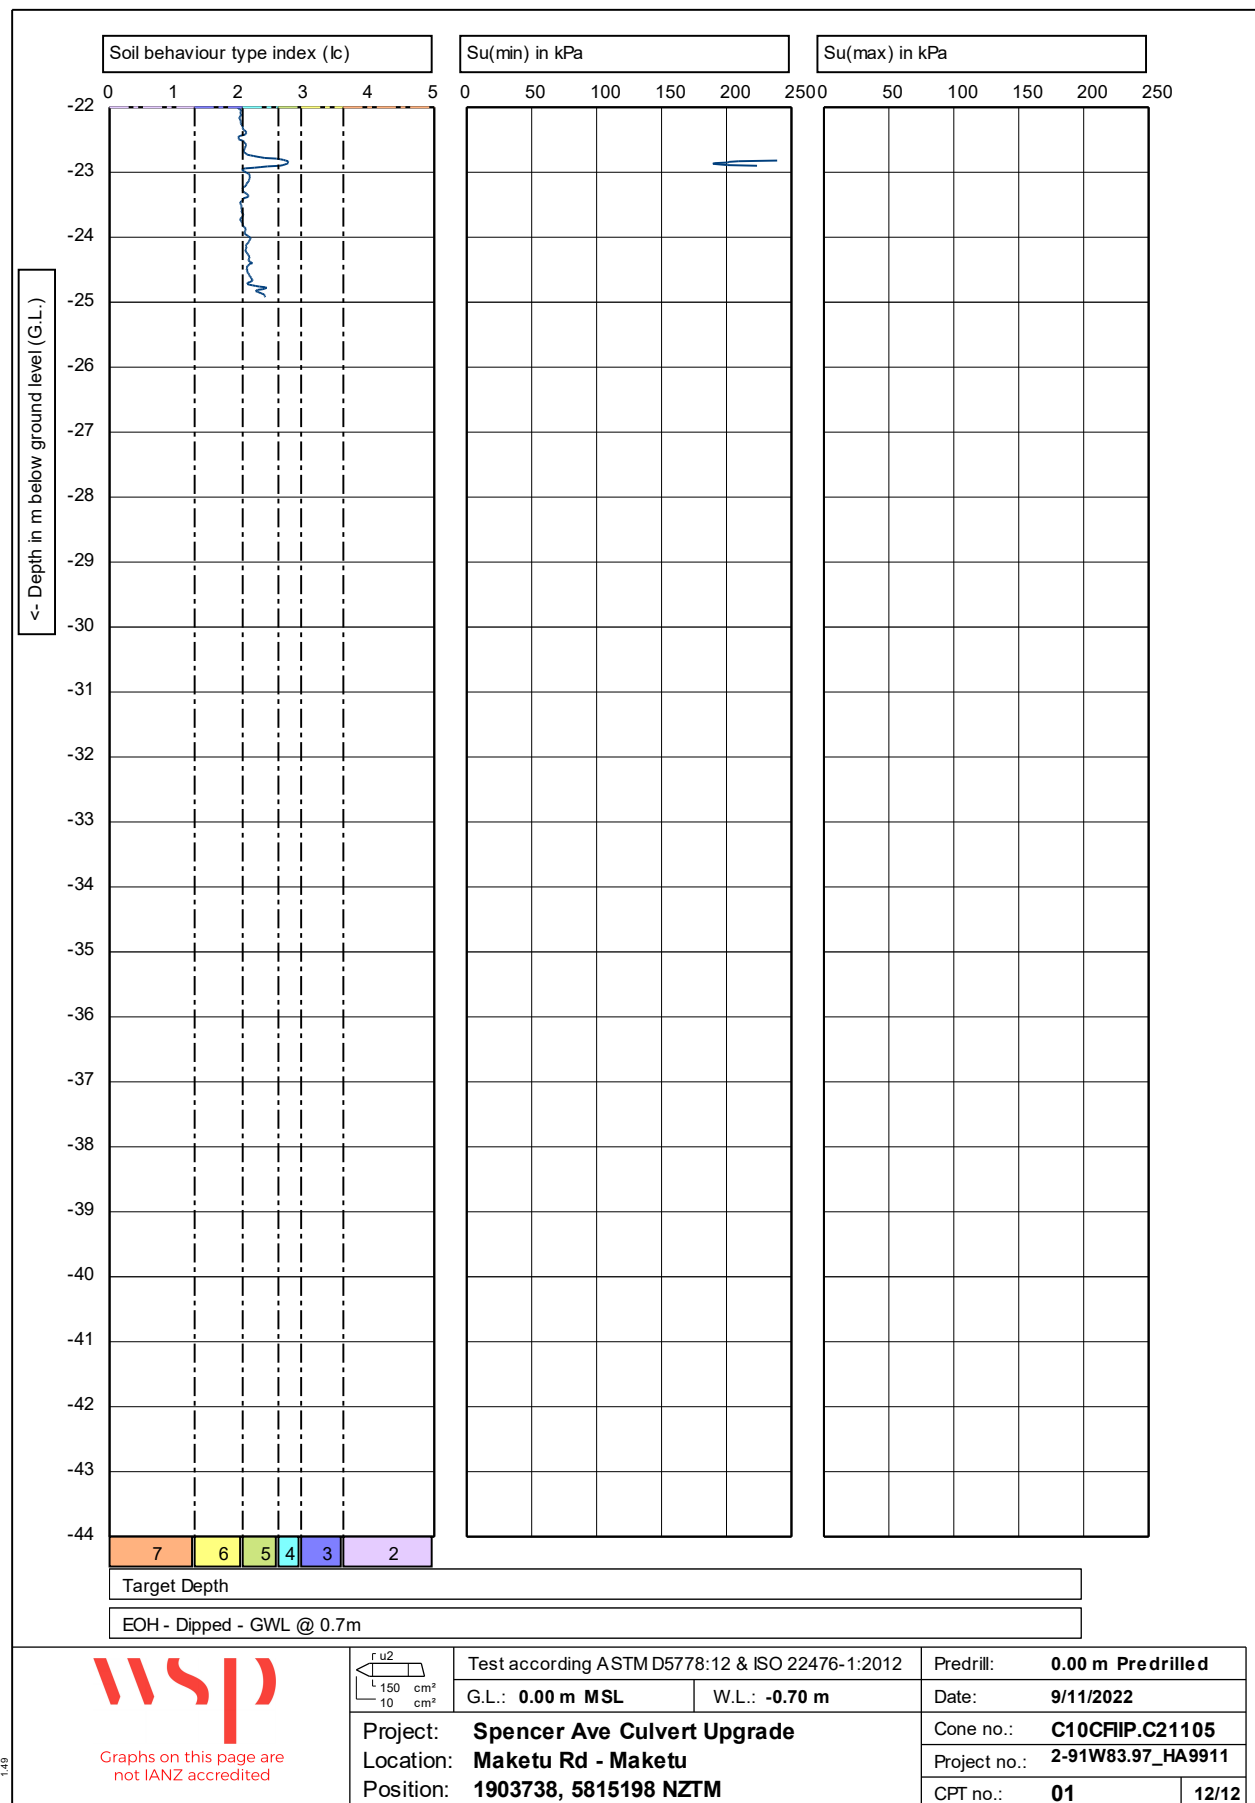 Soil behaviour type index (Ic)
Su(min) in kPa
Su(max) in kPa
0 1 2 3 4 5
0 50 100 150 200 250
0 50 100 150 200 250
<- Depth in m below ground level (G.L.)
-22
-23
-24
-25
-26
-27
-28
-29
-30
-31
-32
-33
-34
-35
-36
-37
-38
-39
-40
-41
-42
-43
-44
7 6 5 4 3 2
Target Depth
EOH - Dipped - GWL @ 0.7m
wsp
Graphs on this page are
not IANZ accredited
1.49
u2
150 cm²
10 cm²
Test according ASTM D5778:12 & ISO 22476-1:2012
G.L.: 0.00 m MSL
W.L.: -0.70 m
Project: Spencer Ave Culvert Upgrade
Location: Maketu Rd - Maketu
Position: 1903738, 5815198 NZTM
Predrill: 0.00 m Predrilled
Date: 9/11/2022
Cone no.: C10CFIIP.C21105
Project no.: 2-91W83.97_HA9911
CPT no.: 01 12/12